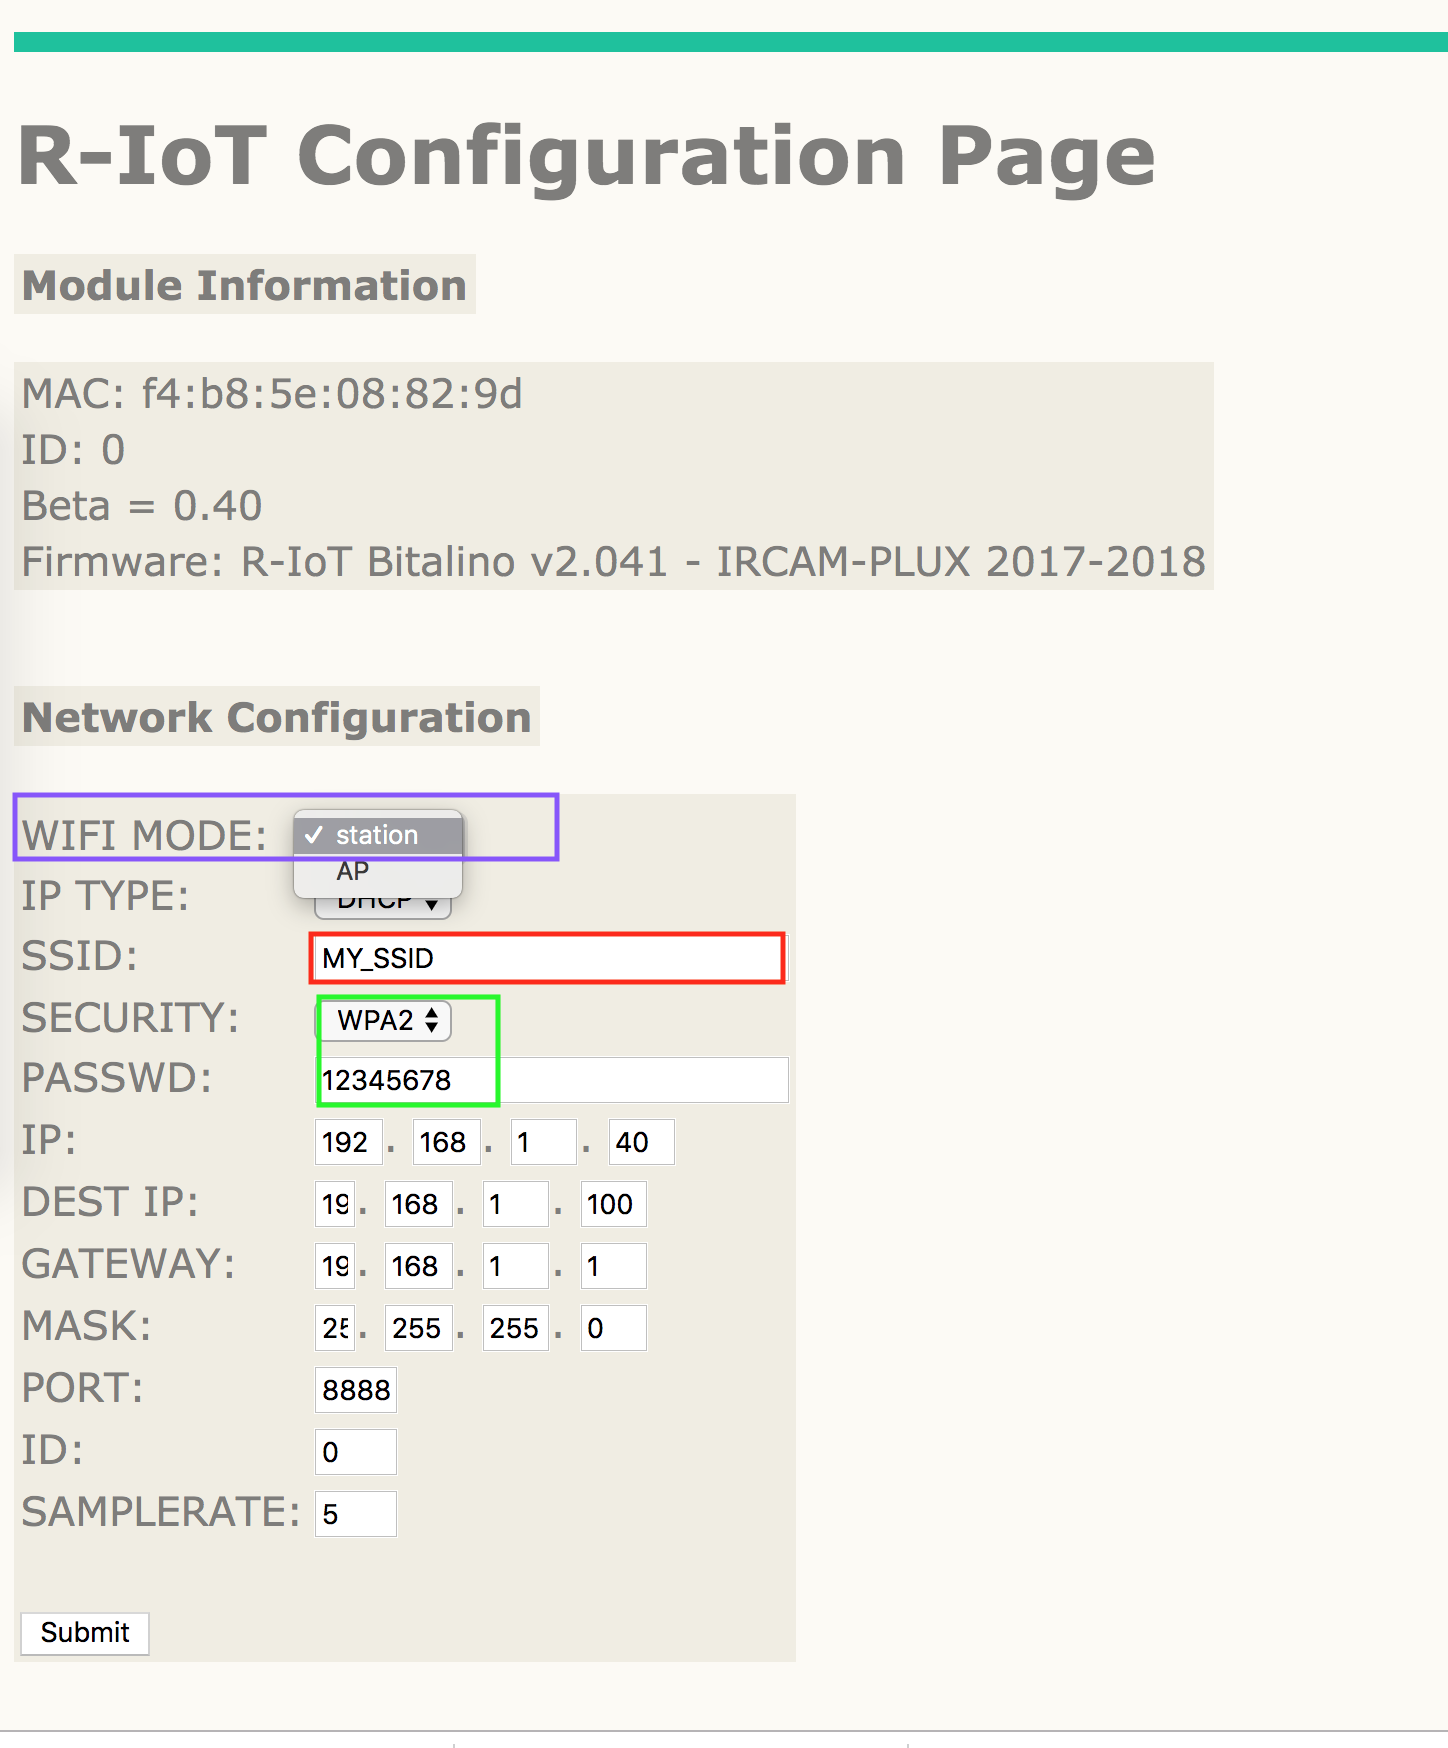 R-IoT Configuration Page
Module Information
MAC: f4:b8:5e:08:82:9d
ID: 0
Beta = 0.40
Firmware: R-IoT Bitalino v2.041 - IRCAM-PLUX 2017-2018
Network Configuration
WIFI MODE: ✓ station
AP
IP TYPE: DHCP
SSID: MY_SSID
SECURITY: WPA2
PASSWD: 12345678
IP: 192 . 168 . 1 . 40
DEST IP: 19 . 168 . 1 . 100
GATEWAY: 19 . 168 . 1 . 1
MASK: 25 . 255 . 255 . 0
PORT: 8888
ID: 0
SAMPLERATE: 5
Submit